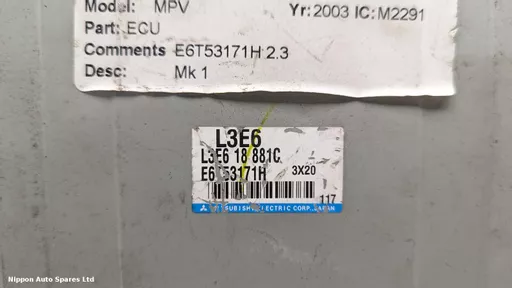 Model: MPV Yr: 2003 IC: M2291
Part: ECU
Comments E6T53171H 2.3
Desc: Mk 1
L3E6
L3E6 18 881C
E6T53171H 3X20
117
MITSUBISHI ELECTRIC CORP. JAPAN
Nippon Auto Spares Ltd